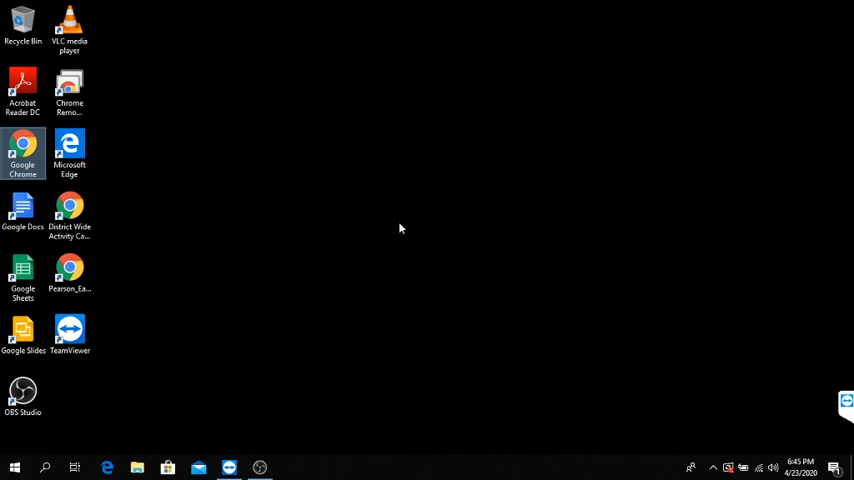 Recycle Bin
VLC media
player
Acrobat
Reader DC
Chrome
Remo...
Google
Chrome
Microsoft
Edge
Google Docs
District Wide
Activity Ca...
Google
Sheets
Pearson_Ea...
Google Slides
TeamViewer
OBS Studio
6:45 PM
4/23/2020
1